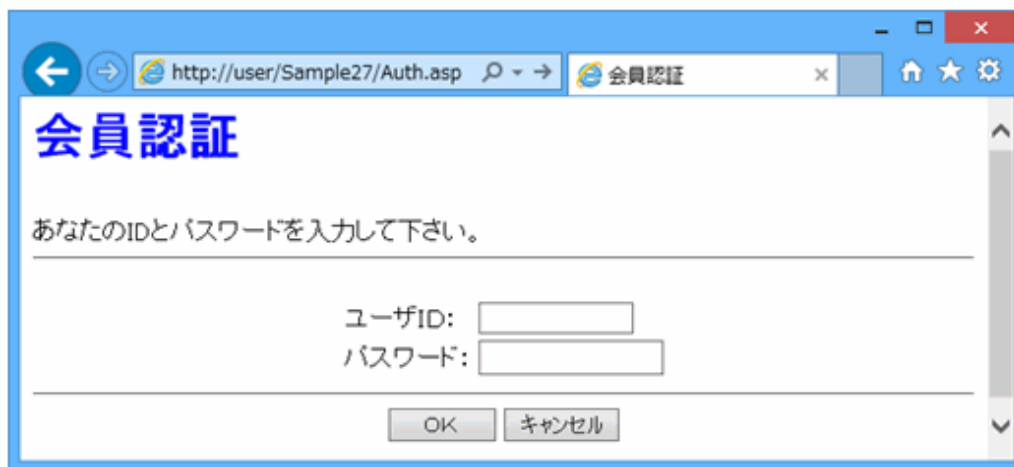 http://user/Sample27/Auth.asp 会員認証
会員認証
あなたのIDとパスワードを入力して下さい。
ユーザID:
パスワード:
OK キャンセル